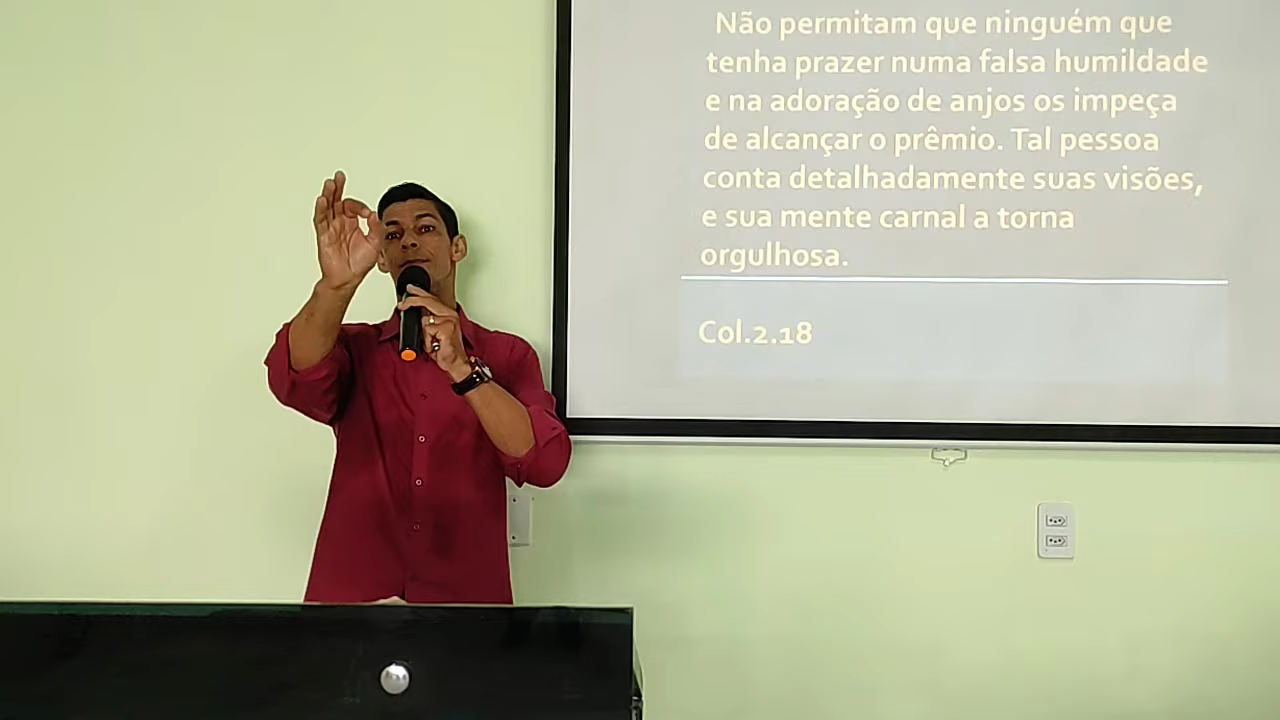 Não permitam que ninguém que
tenha prazer numa falsa humildade
e na adoração de anjos os impeça
de alcançar o prêmio. Tal pessoa
conta detalhadamente suas visões,
e sua mente carnal a torna
orgulhosa.
Col.2.18